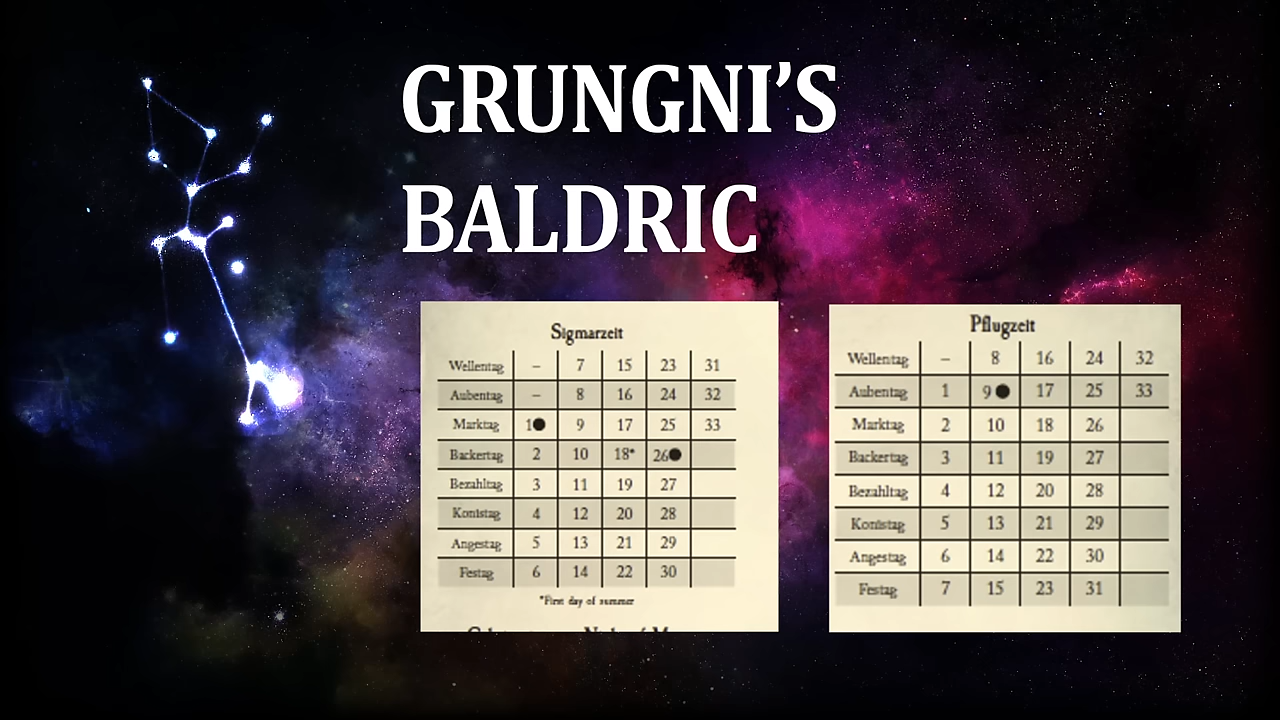 GRUNGNI’S
BALDRIC
Sigmarzeit
Wellentag – 7 15 23 31
Aubentag – 8 16 24 32
Marktag 1● 9 17 25 33
Backertag 2 10 18* 26●
Bezahltag 3 11 19 27
Konistag 4 12 20 28
Angestag 5 13 21 29
Festag 6 14 22 30
*First day of summer
Pflugzeit
Wellentag – 8 16 24 32
Aubentag 1 9● 17 25 33
Marktag 2 10 18 26
Backertag 3 11 19 27
Bezahltag 4 12 20 28
Konistag 5 13 21 29
Angestag 6 14 22 30
Festag 7 15 23 31